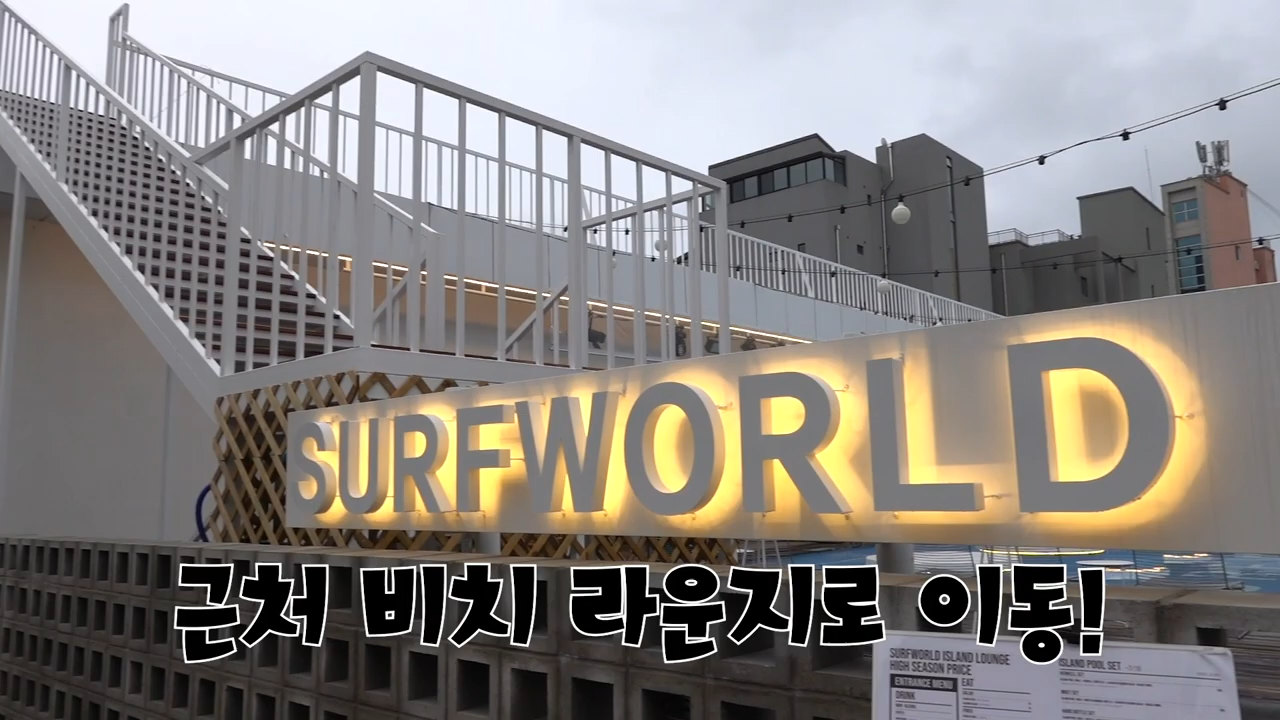 SURFWORLD
근처 비치 라운지로 이동!
SURFWORLD ISLAND LOUNGE
HIGH SEASON PRICE
ENTRANCE MENU
DRINK
EAT
ISLAND POOL SET